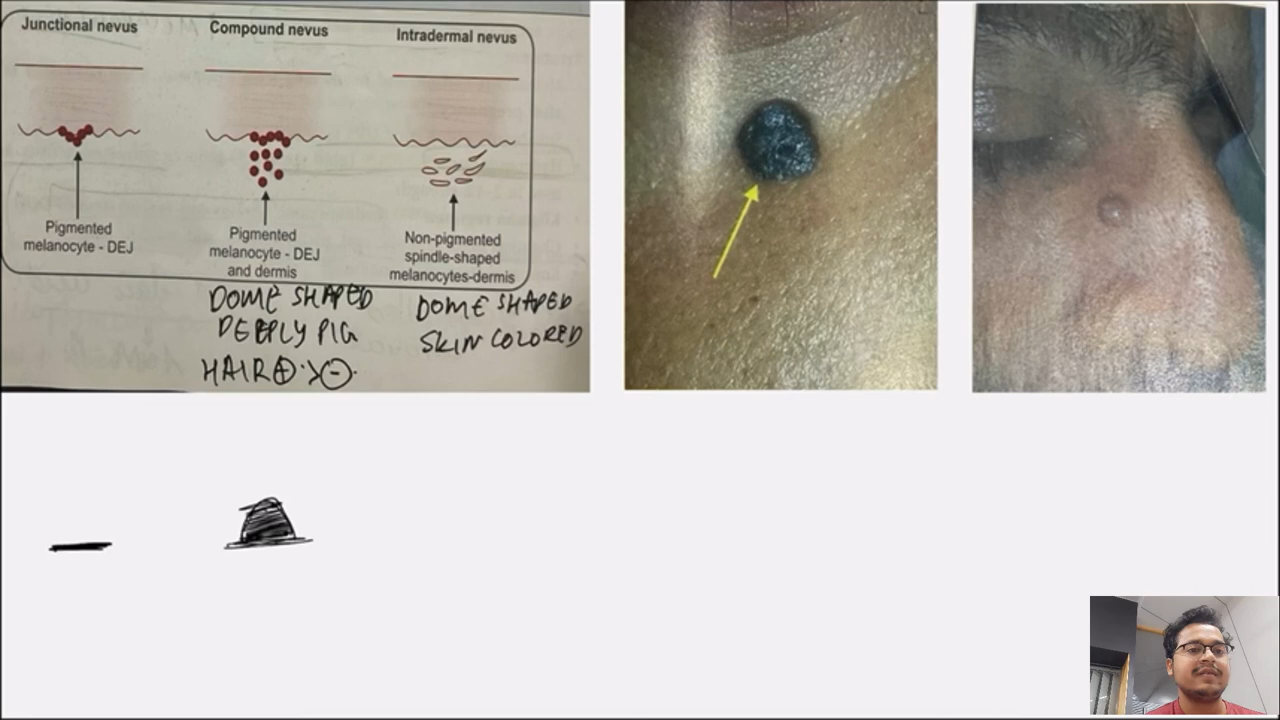 Junctional nevus
Compound nevus
Intradermal nevus
Pigmented
melanocyte - DEJ
Pigmented
melanocyte - DEJ
and dermis
Non-pigmented
spindle-shaped
melanocytes-dermis
DOME SHAPED
DEEPLY PIG
HAIR⊕>⊖
DOME SHAPED
SKIN COLORED